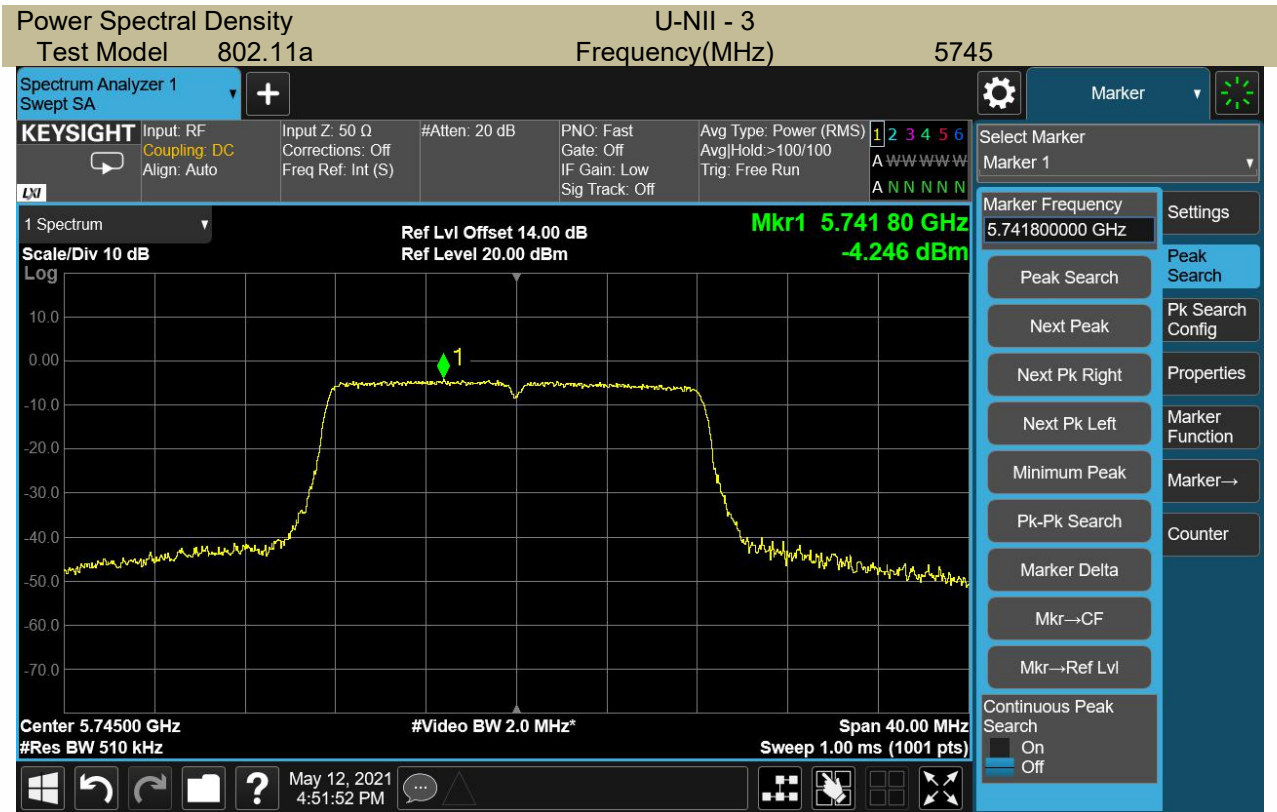 Power Spectral Density U-NII - 3
Test Model 802.11a Frequency(MHz) 5745
Spectrum Analyzer 1
Swept SA
+
Marker
KEYSIGHT
LXI
Input: RF
Coupling: DC
Align: Auto
Input Z: 50 Ω
Corrections: Off
Freq Ref: Int (S)
#Atten: 20 dB
PNO: Fast
Gate: Off
IF Gain: Low
Sig Track: Off
Avg Type: Power (RMS)
Avg|Hold:>100/100
Trig: Free Run
1 2 3 4 5 6
A W W W W W
A N N N N N
Select Marker
Marker 1
1 Spectrum
Scale/Div 10 dB
Ref Lvl Offset 14.00 dB
Ref Level 20.00 dBm
Mkr1 5.741 80 GHz
-4.246 dBm
Log
10.0
0.00
-10.0
-20.0
-30.0
-40.0
-50.0
-60.0
-70.0
1
Center 5.74500 GHz
#Res BW 510 kHz
#Video BW 2.0 MHz*
Span 40.00 MHz
Sweep 1.00 ms (1001 pts)
Marker Frequency
5.741800000 GHz
Peak Search
Next Peak
Next Pk Right
Next Pk Left
Minimum Peak
Pk-Pk Search
Marker Delta
Mkr→CF
Mkr→Ref Lvl
Continuous Peak
Search
On
Off
Settings
Peak
Search
Pk Search
Config
Properties
Marker
Function
Marker→
Counter
?
May 12, 2021
4:51:52 PM